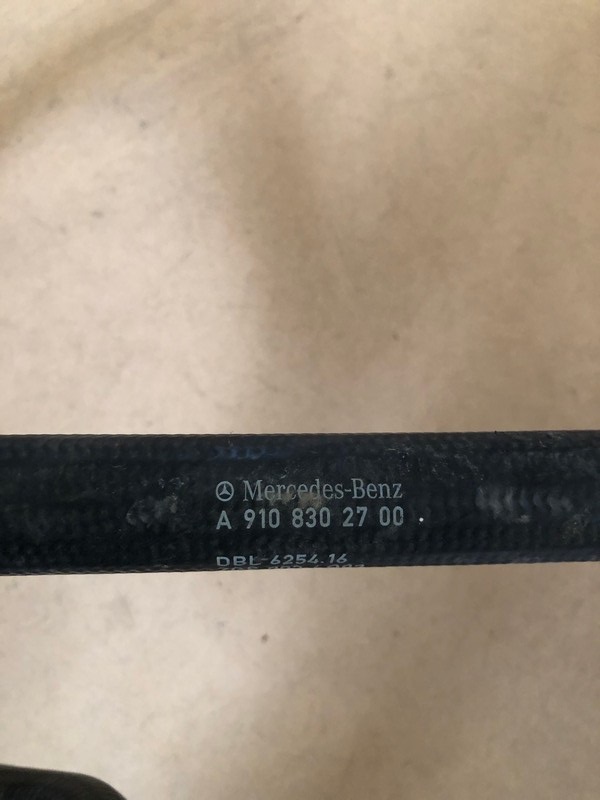 Mercedes-Benz
A 910 830 27 00
DBL-6254.16